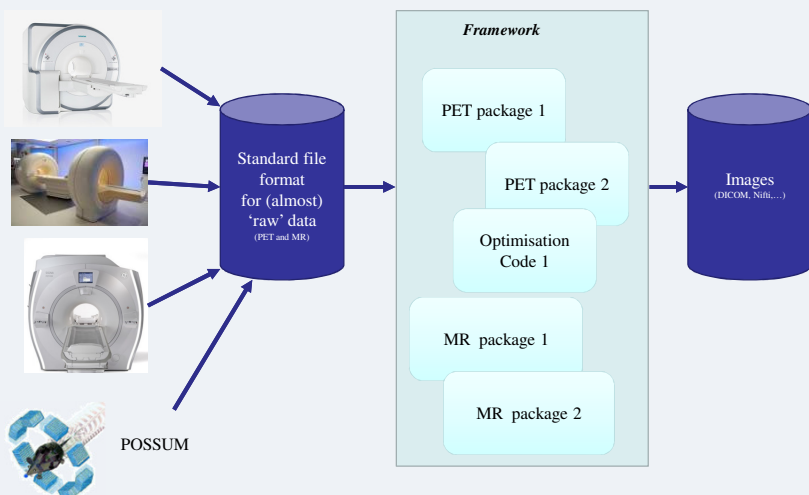 Framework
PET package 1
PET package 2
Optimisation
Code 1
MR package 1
MR package 2
Standard file
format
for (almost)
‘raw’ data
(PET and MR)
Images
(DICOM, Nifti,...)
POSSUM